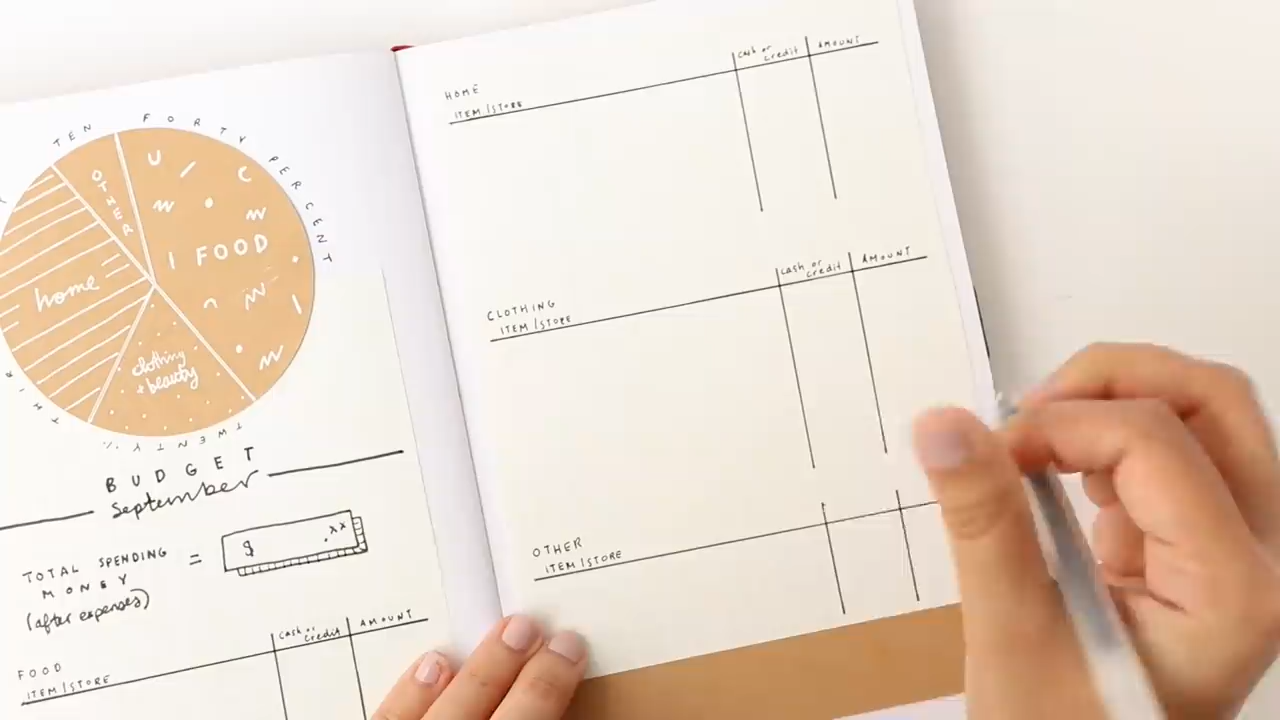 TEN FORTY PERCENT
OTHER
FOOD
home
clothing
+ beauty
TWENTY %
BUDGET
September
TOTAL SPENDING
MONEY
(after expenses)
=
$ .xx
cash or
credit
AMOUNT
FOOD
ITEM/STORE
cash or
credit
AMOUNT
HOME
ITEM/STORE
cash or
credit
AMOUNT
CLOTHING
ITEM/STORE
OTHER
ITEM/STORE